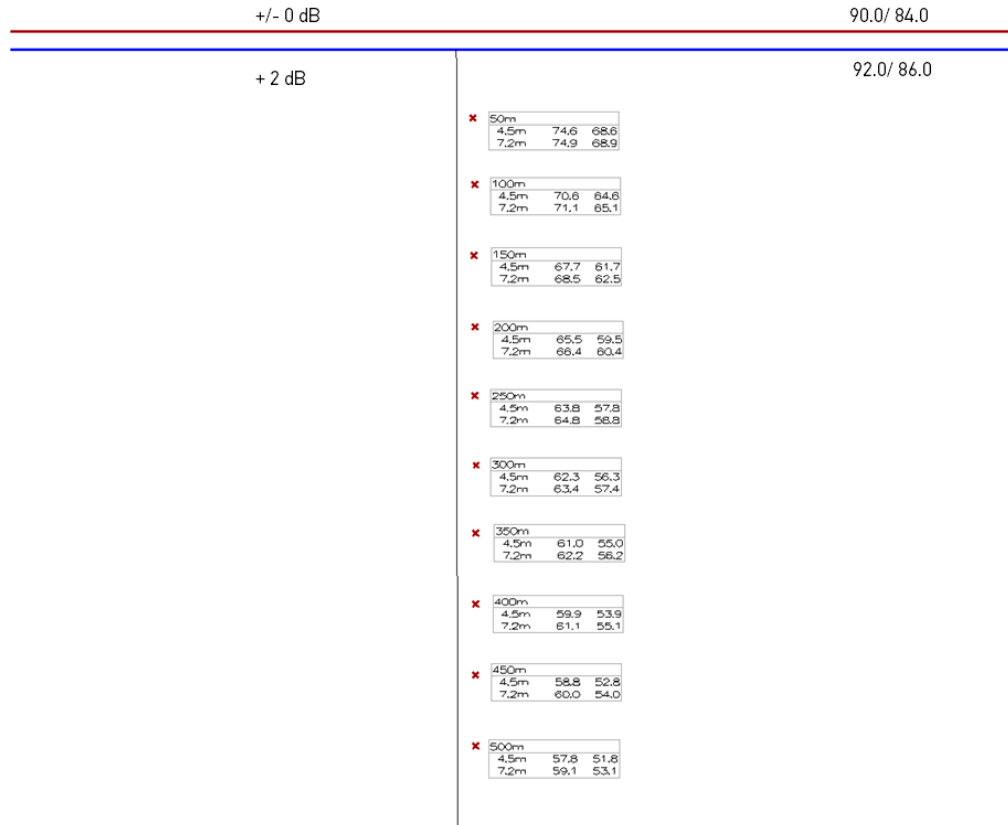 +/- 0 dB 90.0/ 84.0
+ 2 dB 92.0/ 86.0
50m
4.5m 74.6 68.6
7.2m 74.9 68.9
100m
4.5m 70.6 64.6
7.2m 71.1 65.1
150m
4.5m 67.7 61.7
7.2m 68.5 62.5
200m
4.5m 65.5 59.5
7.2m 66.4 60.4
250m
4.5m 63.8 57.8
7.2m 64.8 58.8
300m
4.5m 62.3 56.3
7.2m 63.4 57.4
350m
4.5m 61.0 55.0
7.2m 62.2 56.2
400m
4.5m 59.9 53.9
7.2m 61.1 55.1
450m
4.5m 58.8 52.8
7.2m 60.0 54.0
500m
4.5m 57.8 51.8
7.2m 59.1 53.1